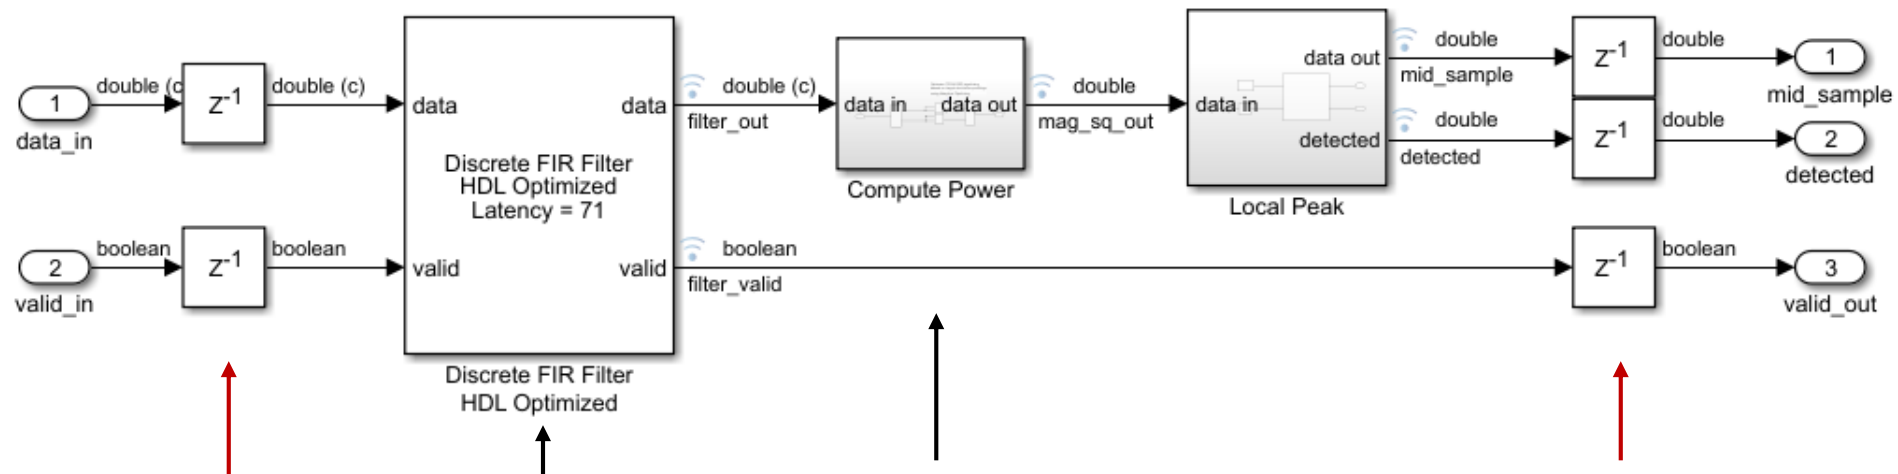 1
data_in
double (c
Z-1
double (c)
2
valid_in
boolean
Z-1
boolean
data
valid
Discrete FIR Filter
HDL Optimized
Latency = 71
data
valid
Discrete FIR Filter
HDL Optimized
double (c)
filter_out
boolean
filter_valid
data in
data out
Compute Power
double
mag_sq_out
data in
data out
detected
Local Peak
double
mid_sample
double
detected
Z-1
Z-1
Z-1
double
double
boolean
1
mid_sample
2
detected
3
valid_out